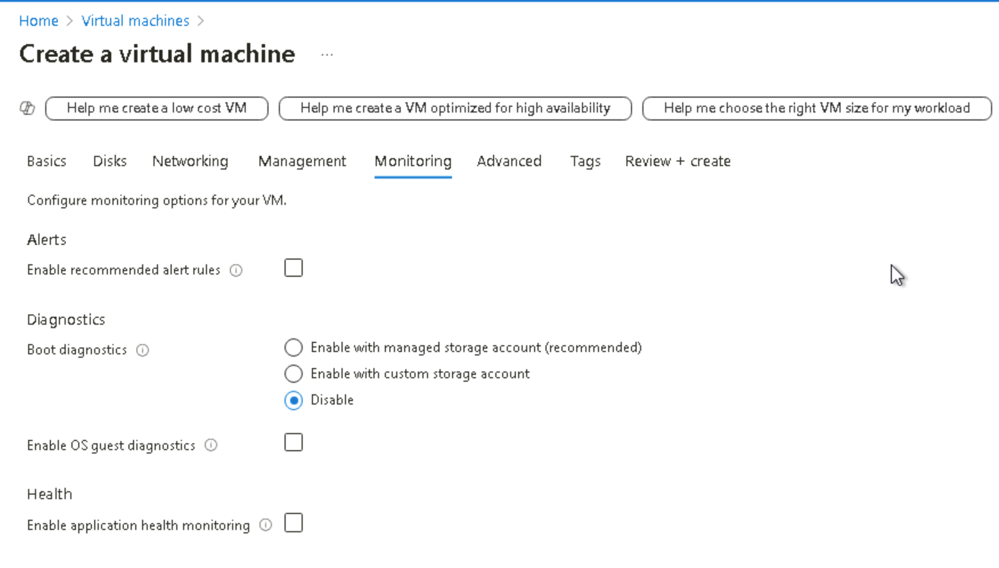 Home > Virtual machines >
Create a virtual machine ...
Help me create a low cost VM Help me create a VM optimized for high availability Help me choose the right VM size for my workload
Basics Disks Networking Management Monitoring Advanced Tags Review + create
Configure monitoring options for your VM.
Alerts
Enable recommended alert rules
Diagnostics
Boot diagnostics Enable with managed storage account (recommended)
Enable with custom storage account
Disable
Enable OS guest diagnostics
Health
Enable application health monitoring